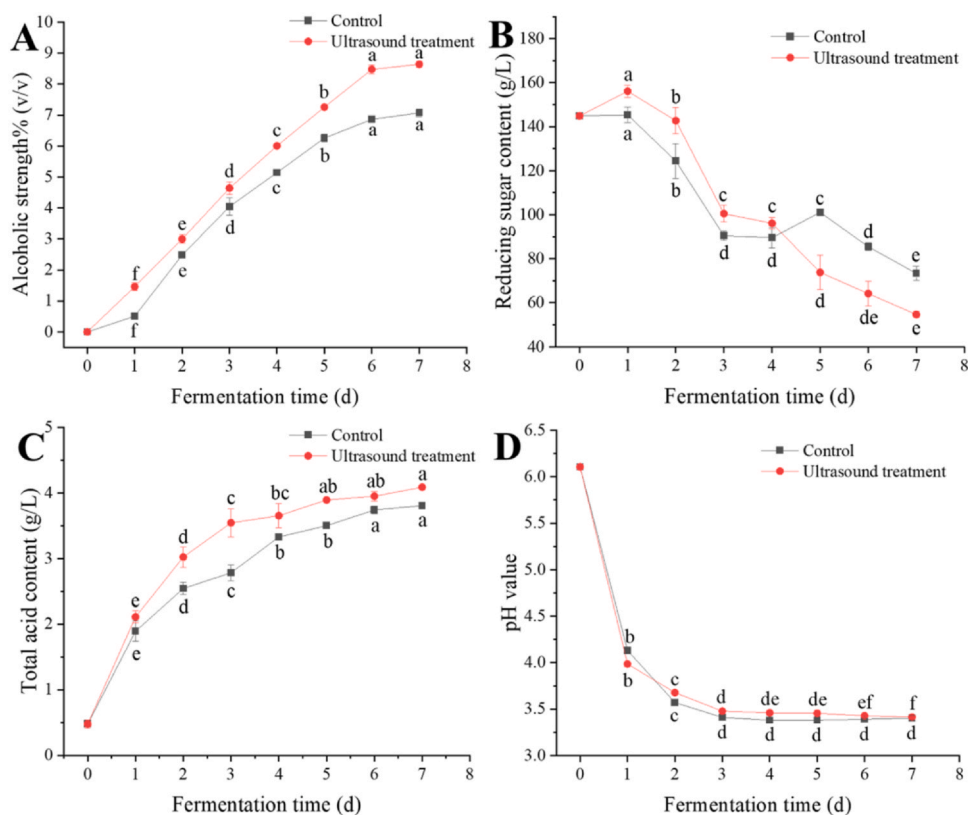 A
Control
Ultrasound treatment
Alcoholic strength% (v/v)
10
9
8
7
6
5
4
3
2
1
0
f
e
d
c
b
a
a
f
e
d
c
b
a
a
0 1 2 3 4 5 6 7 8
Fermentation time (d)
B
Control
Ultrasound treatment
Reducing sugar content (g/L)
180
160
140
120
100
80
60
40
a
b
c
c
e
d
a
b
d
d
d
de
e
0 1 2 3 4 5 6 7 8
Fermentation time (d)
C
Control
Ultrasound treatment
Total acid content (g/L)
5
4
3
2
1
0
e
d
c
bc
ab
ab
a
e
d
c
b
b
a
a
0 1 2 3 4 5 6 7 8
Fermentation time (d)
D
Control
Ultrasound treatment
pH value
6.5
6.0
5.5
5.0
4.5
4.0
3.5
3.0
b
c
d
de
de
ef
f
b
c
d
d
d
d
d
0 1 2 3 4 5 6 7 8
Fermentation time (d)